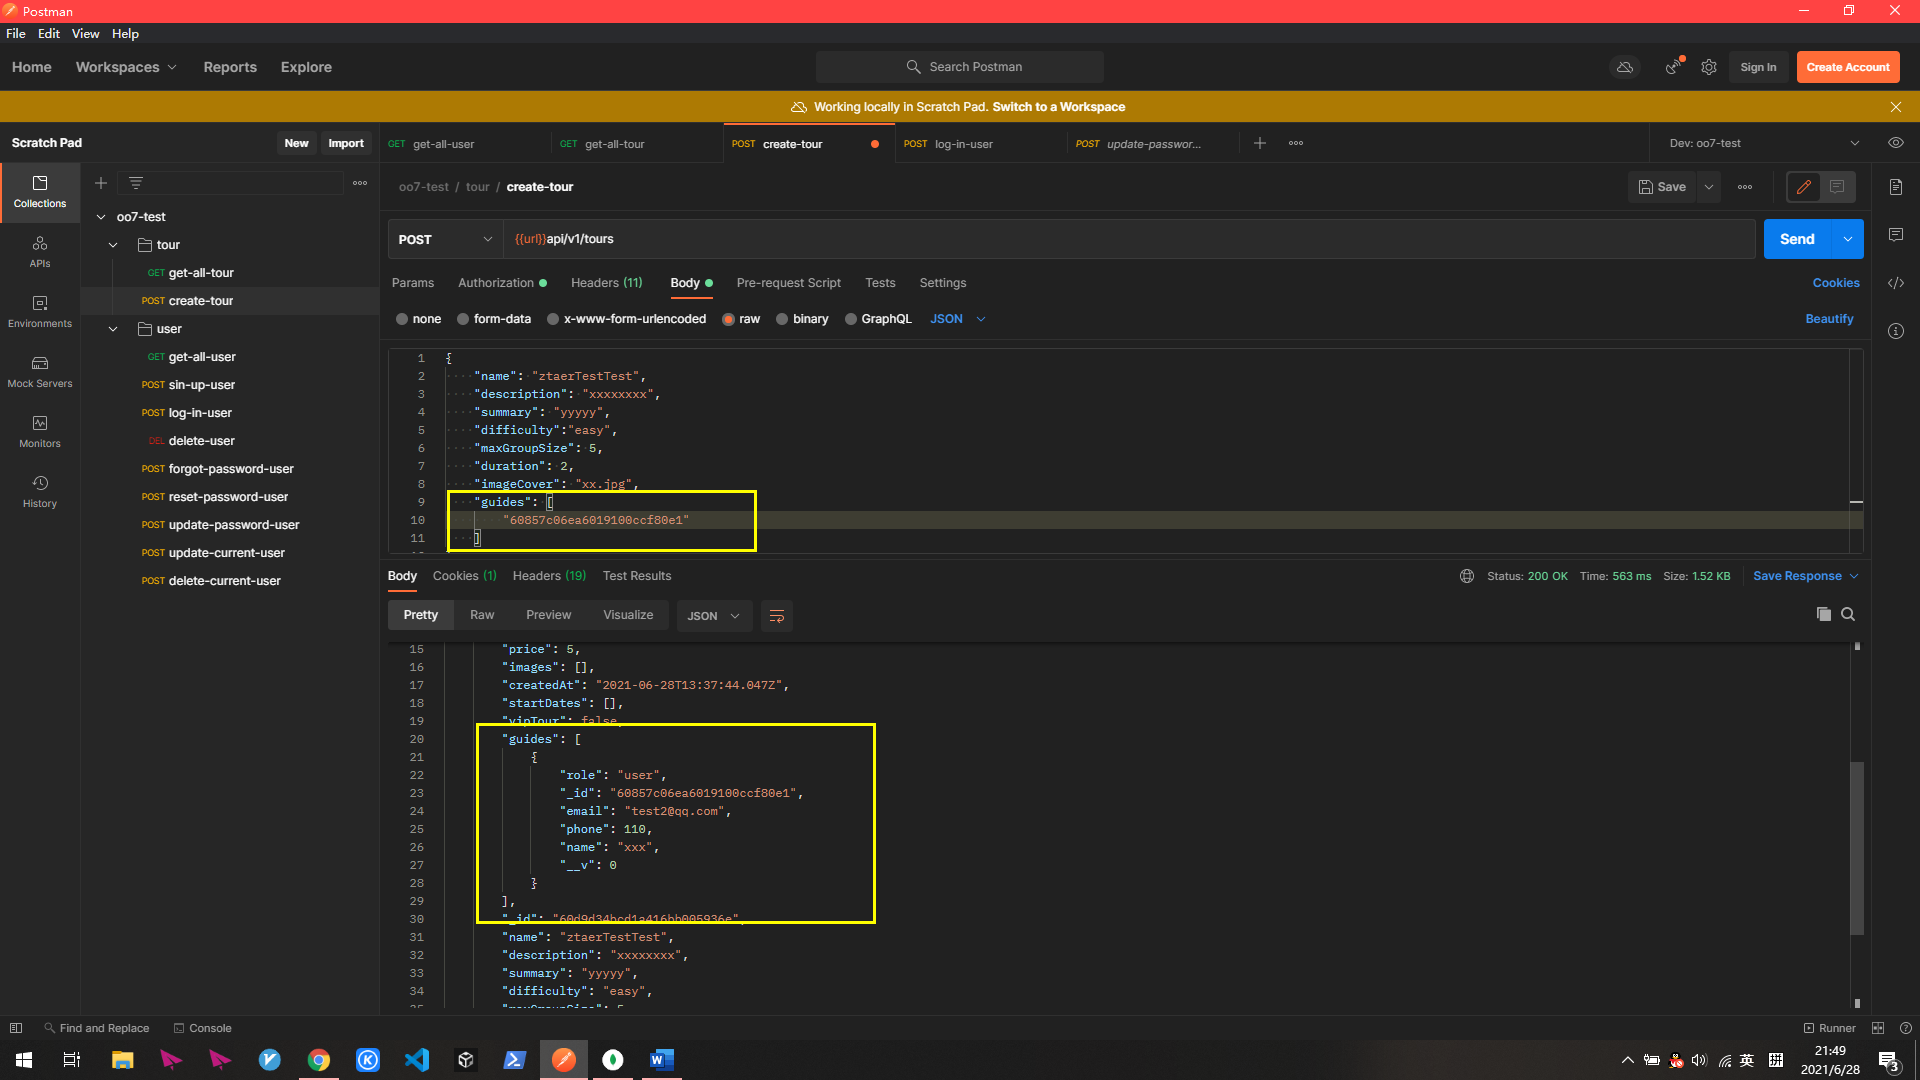 Postman
File Edit View Help
Home Workspaces Reports Explore
Search Postman
Sign In Create Account
Working locally in Scratch Pad. Switch to a Workspace
Scratch Pad New Import
GET get-all-user GET get-all-tour POST create-tour POST log-in-user POST update-passwor...
Dev: oo7-test
Collections
APIs
Environments
Mock Servers
Monitors
History
oo7-test
tour
GET get-all-tour
POST create-tour
user
GET get-all-user
POST sin-up-user
POST log-in-user
DEL delete-user
POST forgot-password-user
POST reset-password-user
POST update-password-user
POST update-current-user
POST delete-current-user
oo7-test / tour / create-tour
Save
POST {{url}}api/v1/tours
Send
Params Authorization Headers (11) Body Pre-request Script Tests Settings Cookies
none form-data x-www-form-urlencoded raw binary GraphQL JSON Beautify
1 {
2 "name": "ztaerTestTest",
3 "description": "xxxxxxxx",
4 "summary": "yyyyy",
5 "difficulty":"easy",
6 "maxGroupSize": 5,
7 "duration": 2,
8 "imageCover": "xx.jpg",
9 "guides": [
10 "60857c06ea6019100ccf80e1"
11 ]
Body Cookies (1) Headers (19) Test Results
Status: 200 OK Time: 563 ms Size: 1.52 KB Save Response
Pretty Raw Preview Visualize JSON
15 "price": 5,
16 "images": [],
17 "createdAt": "2021-06-28T13:37:44.047Z",
18 "startDates": [],
19 "vipTour": false,
20 "guides": [
21 {
22 "role": "user",
23 "_id": "60857c06ea6019100ccf80e1",
24 "email": "test2@qq.com",
25 "phone": 110,
26 "name": "xxx",
27 "__v": 0
28 }
29 ],
30 "_id": "60d9d34bcd1a416bb005936e",
31 "name": "ztaerTestTest",
32 "description": "xxxxxxxx",
33 "summary": "yyyyy",
34 "difficulty": "easy",
35 "maxGroupSize": 5,
Find and Replace Console
Runner
英
拼
21:49
2021/6/28
3